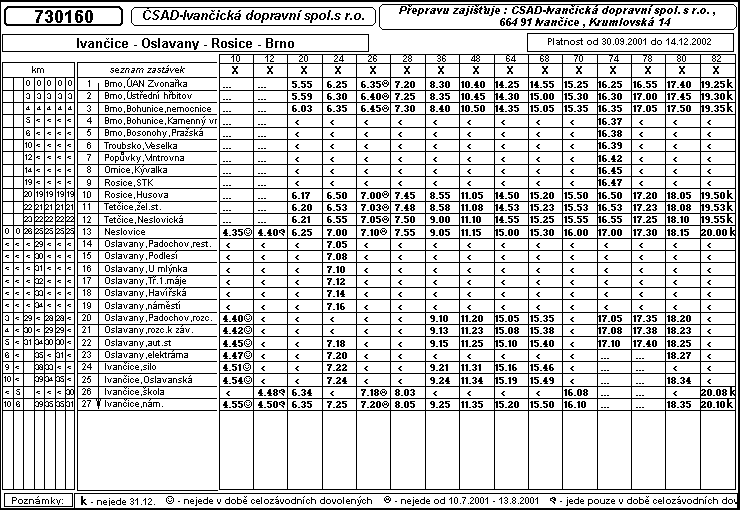 730160
ČSAD-Ivančická dopravní spol.s r.o.
Přepravu zajišťuje : ČSAD-Ivančická dopravní spol.s r.o. ,
664 91 Ivančice , Krumlovská 14
Ivančice - Oslavany - Rosice - Brno
Platnost od 30.09.2001 do 14.12.2002
km seznam zastávek 10 12 20 24 26 28 36 48 64 68 70 74 76 80 82
X X X X X X X X X X X X X X X
0 0 0 0 0 1 Brno,ÚAN Zvonařka ... ... 5.55 6.25 6.35☹ 7.20 8.30 10.40 14.25 14.55 15.25 16.25 16.55 17.40 19.25 k
3 3 3 3 3 2 Brno,Ústřední hřbitov ... ... 5.59 6.30 6.40☹ 7.25 8.35 10.45 14.30 15.00 15.30 16.30 17.00 17.45 19.30 k
4 4 4 4 4 3 Brno,Bohunice,nemocnice ... ... 6.03 6.35 6.45☹ 7.30 8.40 10.50 14.35 15.05 15.35 16.35 17.05 17.50 19.35 k
5 < < < < 4 Brno,Bohunice,Kamenný vr ... ... < < < < < < < < < 16.37 < < <
6 < < < < 5 Brno,Bosonohy,Pražská ... ... < < < < < < < < < 16.38 < < <
10 < < < < 6 Troubsko,Veselka ... ... < < < < < < < < < 16.39 < < <
12 < < < < 7 Popůvky,Vintrovna ... ... < < < < < < < < < 16.42 < < <
14 < < < < 8 Omice,Kývalka ... ... < < < < < < < < < 16.45 < < <
19 < < < < 9 Rosice,STK ... ... < < < < < < < < < 16.47 < < <
20 19 19 19 19 10 Rosice,Husova ... ... 6.17 6.50 7.00☹ 7.45 8.55 11.05 14.50 15.20 15.50 16.50 17.20 18.05 19.50 k
22 21 21 21 21 11 Tetčice,žel.st. ... ... 6.20 6.53 7.03☹ 7.48 8.58 11.08 14.53 15.23 15.53 16.53 17.23 18.08 19.53 k
23 22 22 22 22 12 Tetčice,Neslovická ... ... 6.21 6.55 7.05☹ 7.50 9.00 11.10 14.55 15.25 15.55 16.55 17.25 18.10 19.55 k
0 0 26 25 25 25 25 13 Neslovice 4.35☺ 4.40 6.25 7.00 7.10☹ 7.55 9.05 11.15 15.00 15.30 16.00 17.00 17.30 18.15 20.00 k
< < < 29 < < < 14 Oslavany,Padochov,rest. < < < 7.05 < < < < < < < < < < <
< < < 30 < < < 15 Oslavany,Podlesí < < < 7.08 < < < < < < < < < < <
< < < 31 < < < 16 Oslavany,U mlýnka < < < 7.10 < < < < < < < < < < <
< < < 32 < < < 17 Oslavany,Tř.1.máje < < < 7.12 < < < < < < < < < < <
< < < 33 < < < 18 Oslavany,Havířská < < < 7.14 < < < < < < < < < < <
< < < < < < 19 Oslavany,náměstí < < < 7.16 < < < < < < < < < < <
3 < 29 < 28 28 < 20 Oslavany,Padochov,rozc. 4.40☺ < < < < < 9.10 11.20 15.05 15.35 < 17.05 17.35 18.20 <
4 < 30 < 29 29 < 21 Oslavany,rozc.k záv. 4.42☺ < < < < < 9.13 11.23 15.08 15.38 < 17.08 17.38 18.23 <
5 < 31 34 30 30 < 22 Oslavany,aut.st 4.45☺ < < 7.18 < < 9.15 11.25 15.10 15.40 < 17.10 17.40 18.25 <
6 < 35 < 31 < 23 Oslavany,elektrárna 4.47☺ < < 7.20 < < < < < < < ... ... 18.27 <
9 < 38 33 < < 24 Ivančice,silo 4.51☺ < < 7.22 < < 9.21 11.31 15.16 15.46 < ... ... < <
10 < 39 34 35 < 25 Ivančice,Oslavanská 4.54☺ < < 7.24 < < 9.24 11.34 15.19 15.49 < ... ... 18.34 <
< 5 < < < 30 26 Ivančice,škola < 4.48 6.34 < 7.18☹ 8.03 < < < < 16.08 ... ... < 20.08 k
10 6 39 35 35 31 27 Ivančice,nám. 4.55☺ 4.50 6.35 7.25 7.20☹ 8.05 9.25 11.35 15.20 15.50 16.10 ... ... 18.35 20.10 k
Poznámky: k - nejede 31.12. ☺ - nejede v době celozávodních dovolených ☹ - nejede od 10.7.2001 - 13.8.2001 - jede pouze v době celozávodních dov